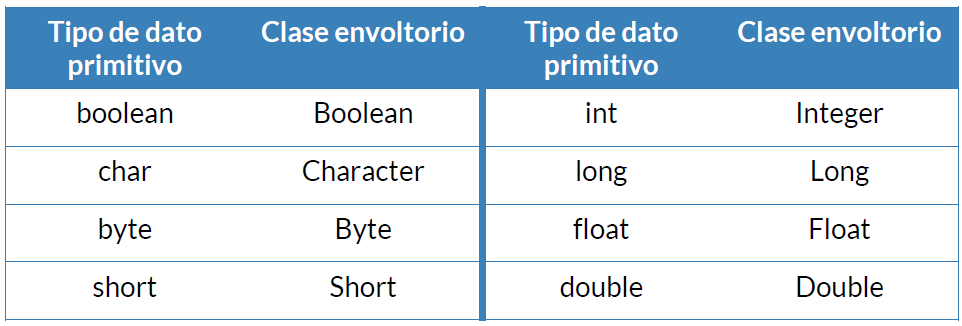 Tipo de dato primitivo Clase envoltorio Tipo de dato primitivo Clase envoltorio
boolean Boolean int Integer
char Character long Long
byte Byte float Float
short Short double Double